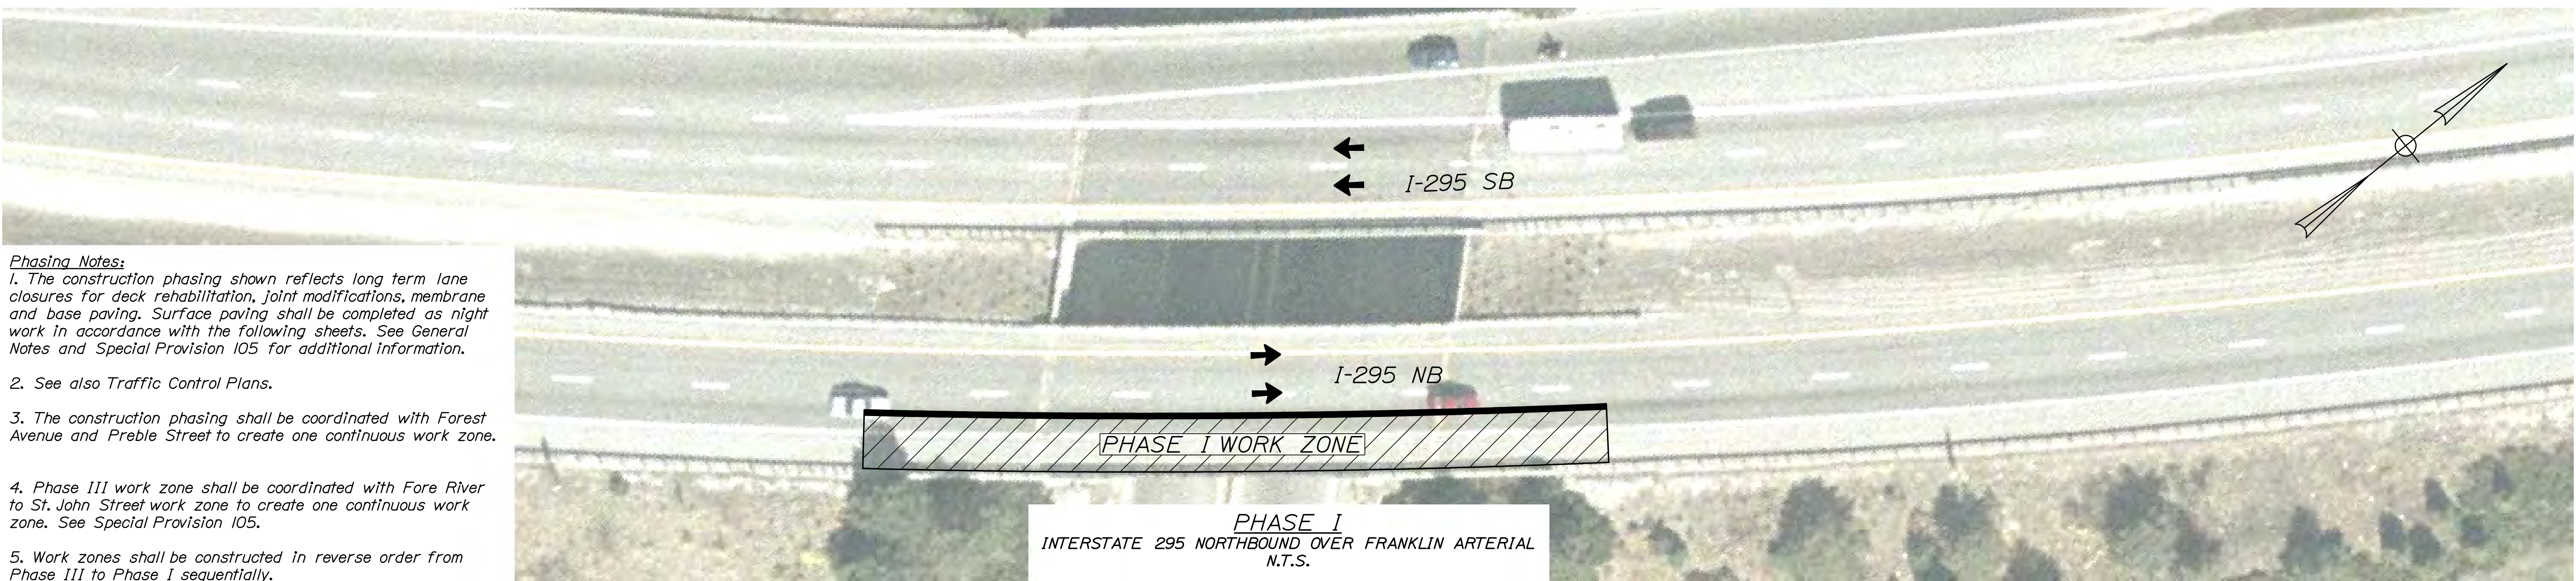 I-295 SB
Phasing Notes:
1. The construction phasing shown reflects long term lane
closures for deck rehabilitation, joint modifications, membrane
and base paving. Surface paving shall be completed as night
work in accordance with the following sheets. See General
Notes and Special Provision 105 for additional information.
2. See also Traffic Control Plans.
3. The construction phasing shall be coordinated with Forest
Avenue and Preble Street to create one continuous work zone.
4. Phase III work zone shall be coordinated with Fore River
to St. John Street work zone to create one continuous work
zone. See Special Provision 105.
5. Work zones shall be constructed in reverse order from
Phase III to Phase I sequentially.
I-295 NB
PHASE I WORK ZONE
PHASE I
INTERSTATE 295 NORTHBOUND OVER FRANKLIN ARTERIAL
N.T.S.